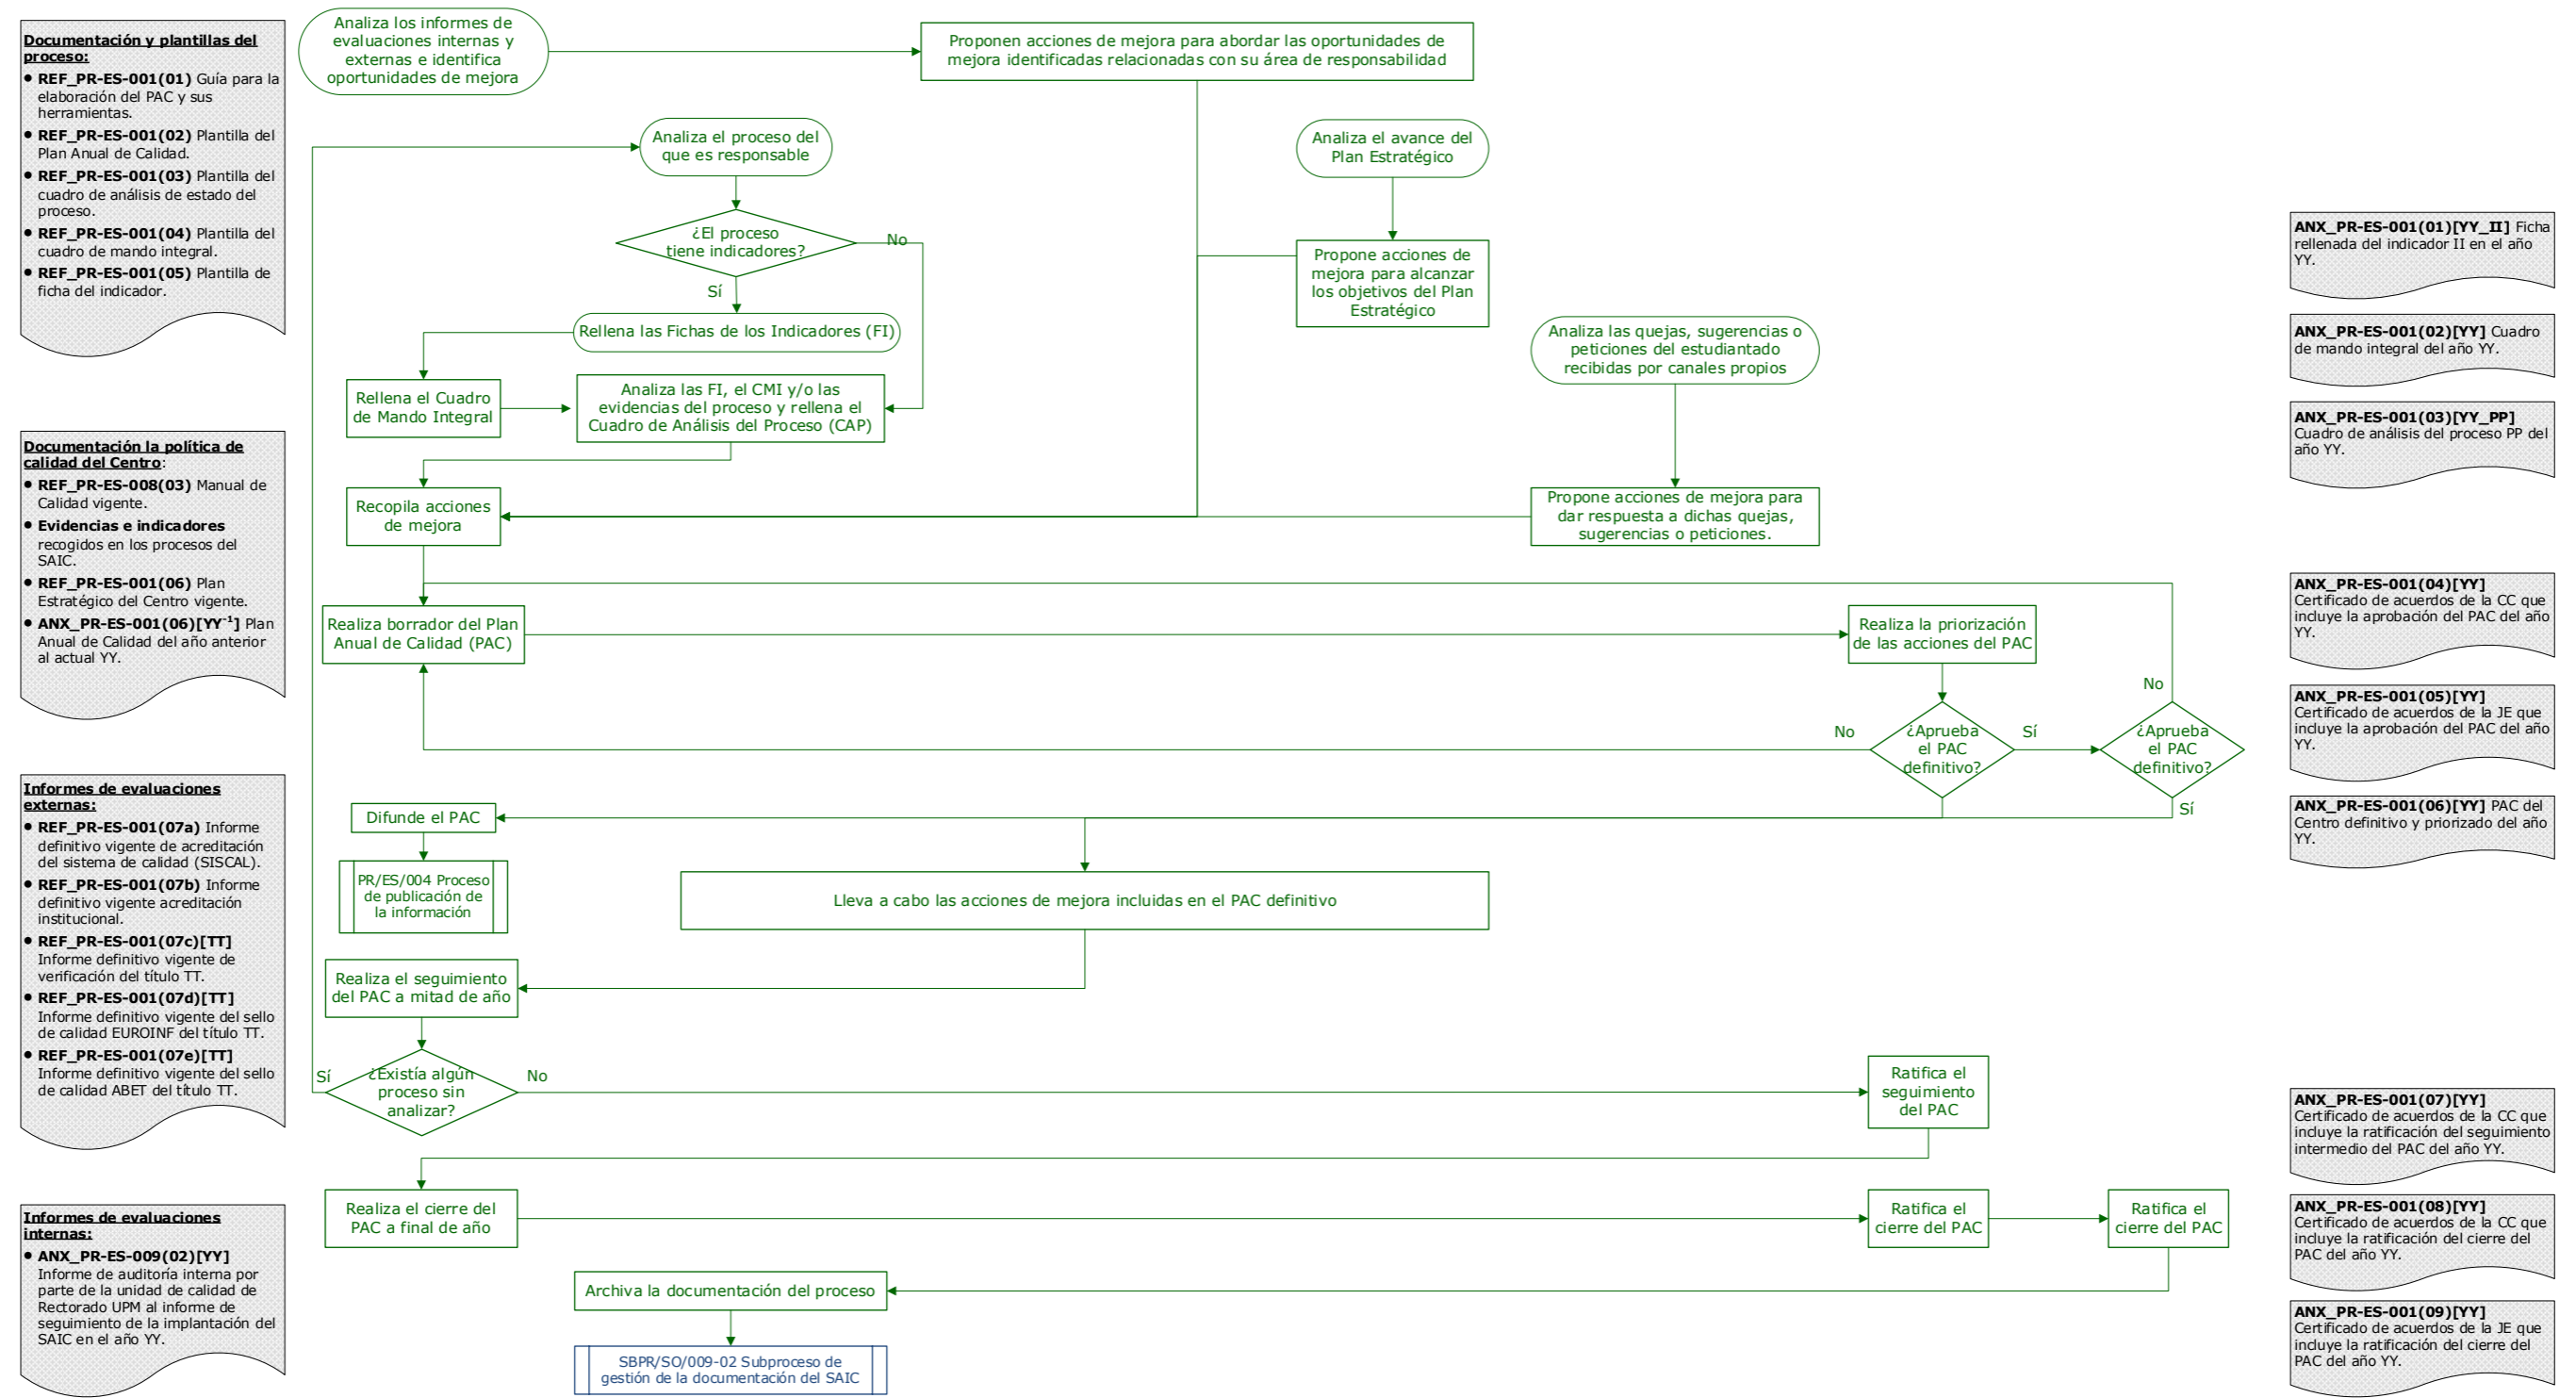 Documentación y plantillas del
proceso:
● REF_PR-ES-001(01) Guía para la
elaboración del PAC y sus
herramientas.
● REF_PR-ES-001(02) Plantilla del
Plan Anual de Calidad.
● REF_PR-ES-001(03) Plantilla del
cuadro de análisis de estado del
proceso.
● REF_PR-ES-001(04) Plantilla del
cuadro de mando integral.
● REF_PR-ES-001(05) Plantilla de
ficha del indicador.
Documentación la política de
calidad del Centro:
● REF_PR-ES-008(03) Manual de
Calidad vigente.
● Evidencias e indicadores
recogidos en los procesos del
SAIC.
● REF_PR-ES-001(06) Plan
Estratégico del Centro vigente.
● ANX_PR-ES-001(06)[YY⁻¹] Plan
Anual de Calidad del año anterior
al actual YY.
Informes de evaluaciones
externas:
● REF_PR-ES-001(07a) Informe
definitivo vigente de acreditación
del sistema de calidad (SISCAL).
● REF_PR-ES-001(07b) Informe
definitivo vigente acreditación
institucional.
● REF_PR-ES-001(07c)[TT]
Informe definitivo vigente de
verificación del título TT.
● REF_PR-ES-001(07d)[TT]
Informe definitivo vigente del sello
de calidad EUROINF del título TT.
● REF_PR-ES-001(07e)[TT]
Informe definitivo vigente del sello
de calidad ABET del título TT.
Informes de evaluaciones
internas:
● ANX_PR-ES-009(02)[YY]
Informe de auditoría interna por
parte de la unidad de calidad de
Rectorado UPM al informe de
seguimiento de la implantación del
SAIC en el año YY.
Analiza los informes de
evaluaciones internas y
externas e identifica
oportunidades de mejora
Proponen acciones de mejora para abordar las oportunidades de
mejora identificadas relacionadas con su área de responsabilidad
Analiza el proceso del
que es responsable
Analiza el avance del
Plan Estratégico
¿El proceso
tiene indicadores?
No
Sí
Propone acciones de
mejora para alcanzar
los objetivos del Plan
Estratégico
Rellena las Fichas de los Indicadores (FI)
Analiza las quejas, sugerencias o
peticiones del estudiantado
recibidas por canales propios
Rellena el Cuadro
de Mando Integral
Analiza las FI, el CMI y/o las
evidencias del proceso y rellena el
Cuadro de Análisis del Proceso (CAP)
Recopila acciones
de mejora
Propone acciones de mejora para
dar respuesta a dichas quejas,
sugerencias o peticiones.
Realiza borrador del Plan
Anual de Calidad (PAC)
Realiza la priorización
de las acciones del PAC
No
No
¿Aprueba
el PAC
definitivo?
Sí
¿Aprueba
el PAC
definitivo?
Sí
Difunde el PAC
PR/ES/004 Proceso
de publicación de
la información
Lleva a cabo las acciones de mejora incluidas en el PAC definitivo
Realiza el seguimiento
del PAC a mitad de año
Sí
¿Existía algún
proceso sin
analizar?
No
Ratifica el
seguimiento
del PAC
Realiza el cierre del
PAC a final de año
Ratifica el
cierre del PAC
Ratifica el
cierre del PAC
Archiva la documentación del proceso
SBPR/SO/009-02 Subproceso de
gestión de la documentación del SAIC
ANX_PR-ES-001(01)[YY_II] Ficha
rellenada del indicador II en el año
YY.
ANX_PR-ES-001(02)[YY] Cuadro
de mando integral del año YY.
ANX_PR-ES-001(03)[YY_PP]
Cuadro de análisis del proceso PP del
año YY.
ANX_PR-ES-001(04)[YY]
Certificado de acuerdos de la CC que
incluye la aprobación del PAC del año
YY.
ANX_PR-ES-001(05)[YY]
Certificado de acuerdos de la JE que
incluye la aprobación del PAC del año
YY.
ANX_PR-ES-001(06)[YY] PAC del
Centro definitivo y priorizado del año
YY.
ANX_PR-ES-001(07)[YY]
Certificado de acuerdos de la CC que
incluye la ratificación del seguimiento
intermedio del PAC del año YY.
ANX_PR-ES-001(08)[YY]
Certificado de acuerdos de la CC que
incluye la ratificación del cierre del
PAC del año YY.
ANX_PR-ES-001(09)[YY]
Certificado de acuerdos de la JE que
incluye la ratificación del cierre del
PAC del año YY.